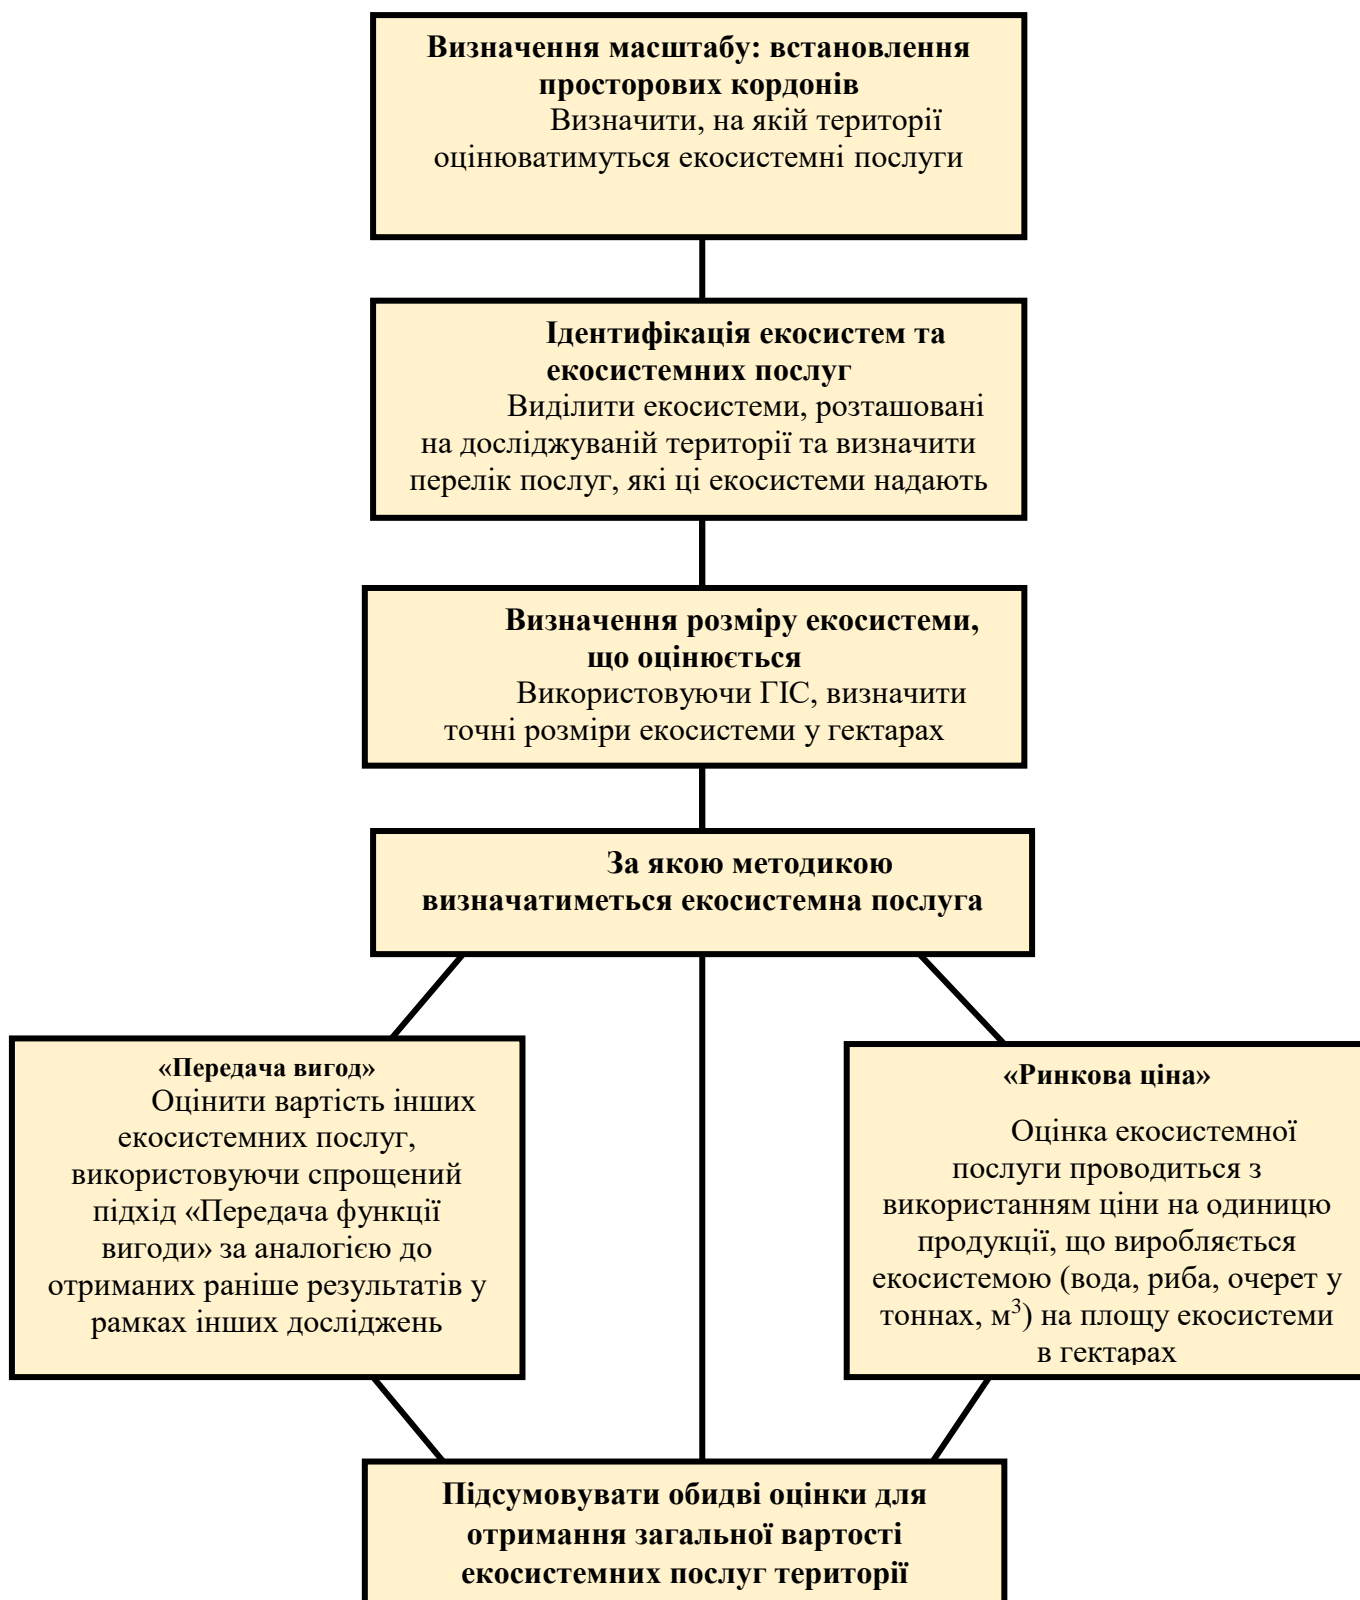 Визначення масштабу: встановлення
просторових кордонів
Визначити, на якій території
оцінюватимуться екосистемні послуги
Ідентифікація екосистем та
екосистемних послуг
Виділити екосистеми, розташовані
на досліджуваній території та визначити
перелік послуг, які ці екосистеми надають
Визначення розміру екосистеми,
що оцінюється
Використовуючи ГІС, визначити
точні розміри екосистеми у гектарах
За якою методикою
визначатиметься екосистемна послуга
«Передача вигод»
Оцінити вартість інших
екосистемних послуг,
використовуючи спрощений
підхід «Передача функції
вигоди» за аналогією до
отриманих раніше результатів у
рамках інших досліджень
«Ринкова ціна»
Оцінка екосистемної
послуги проводиться з
використанням ціни на одиницю
продукції, що виробляється
екосистемою (вода, риба, очерет у
тоннах, м³) на площу екосистеми
в гектарах
Підсумовувати обидві оцінки для
отримання загальної вартості
екосистемних послуг території